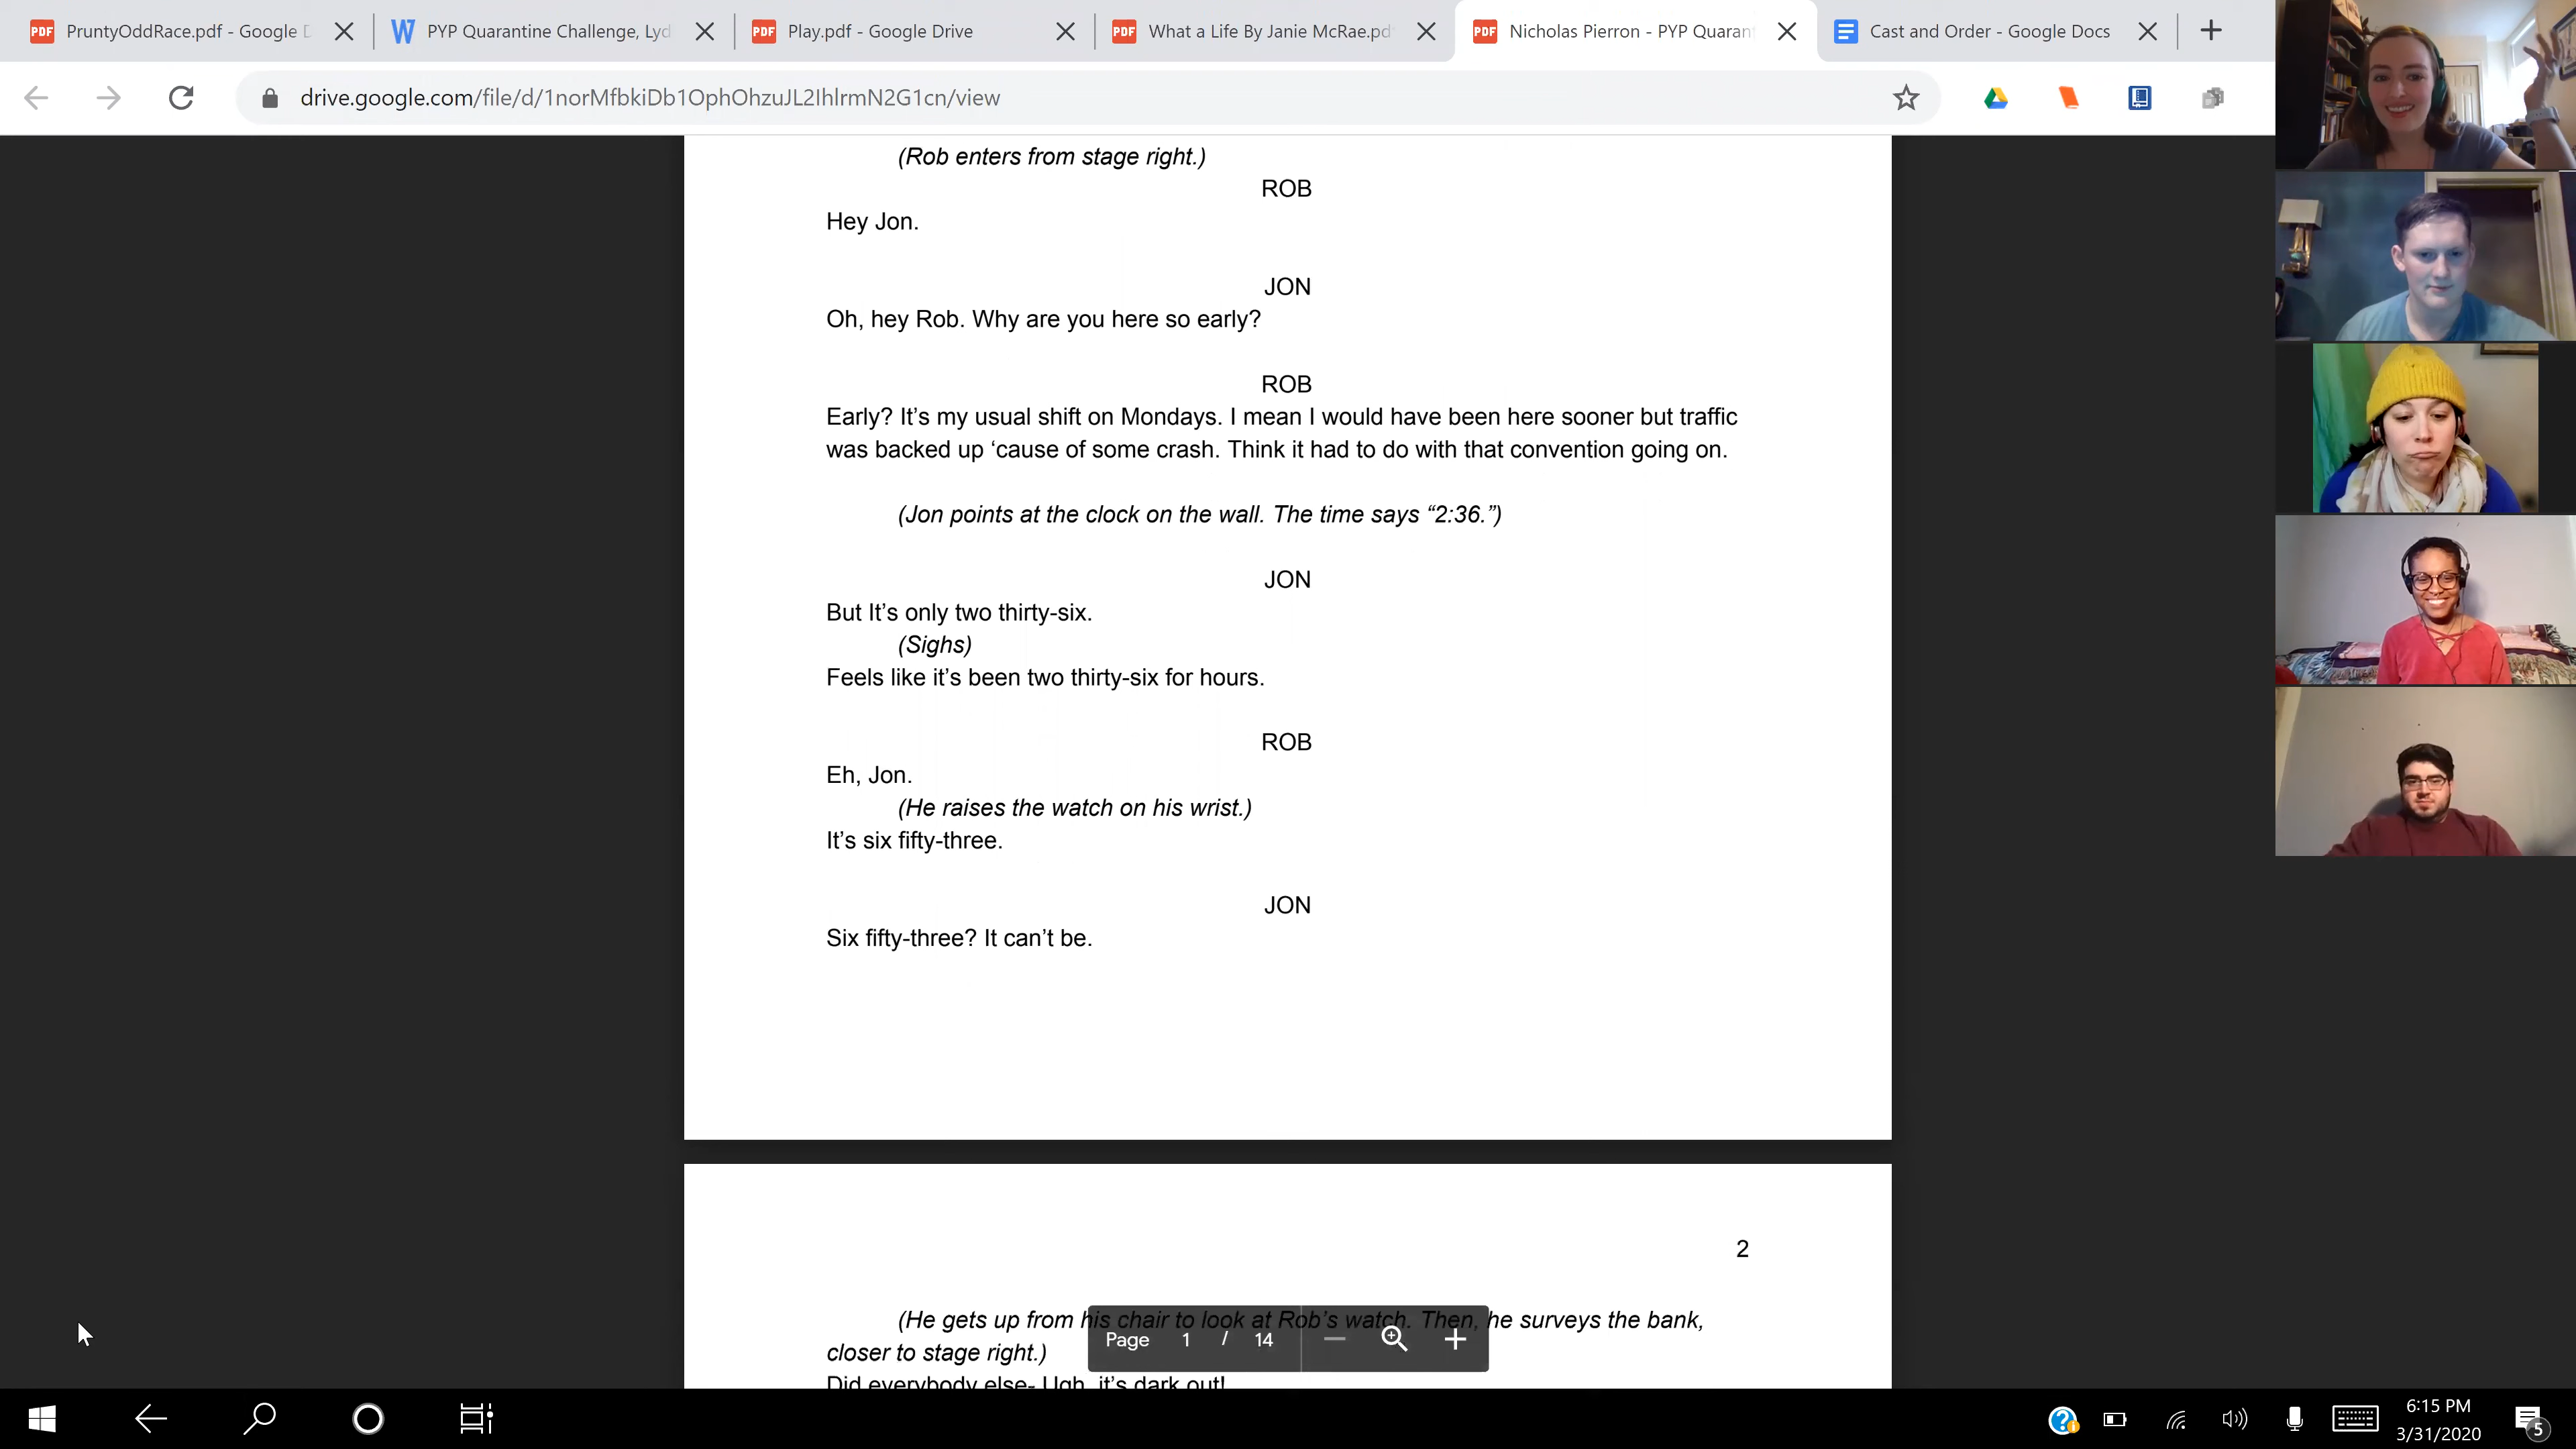 PruntyOddRace.pdf - Google D
PYP Quarantine Challenge, Lyd
Play.pdf - Google Drive
What a Life By Janie McRae.pd
Nicholas Pierron - PYP Quaran
Cast and Order - Google Docs
drive.google.com/file/d/1norMfbkiDb1OphOhzuJL2IhlrmN2G1cn/view
(Rob enters from stage right.)
ROB
Hey Jon.
JON
Oh, hey Rob. Why are you here so early?
ROB
Early? It’s my usual shift on Mondays. I mean I would have been here sooner but traffic
was backed up ‘cause of some crash. Think it had to do with that convention going on.
(Jon points at the clock on the wall. The time says “2:36.”)
JON
But It’s only two thirty-six.
(Sighs)
Feels like it’s been two thirty-six for hours.
ROB
Eh, Jon.
(He raises the watch on his wrist.)
It’s six fifty-three.
JON
Six fifty-three? It can’t be.
2
(He gets up from his chair to look at Rob’s watch. Then, he surveys the bank,
closer to stage right.)
Did everybody else- Ugh, it’s dark out!
Page 1 / 14
6:15 PM
3/31/2020
5